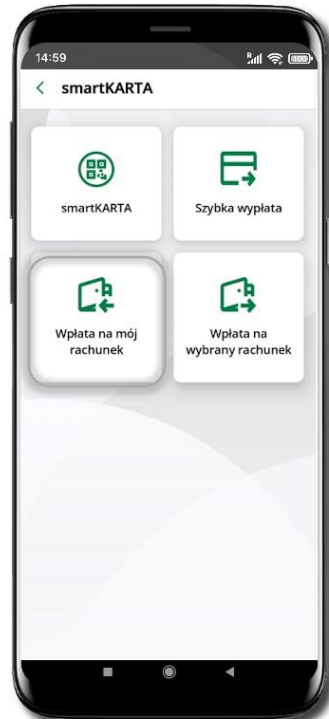 14:59
smartKARTA
smartKARTA
Szybka wypłata
Wpłata na mój
rachunek
Wpłata na
wybrany rachunek